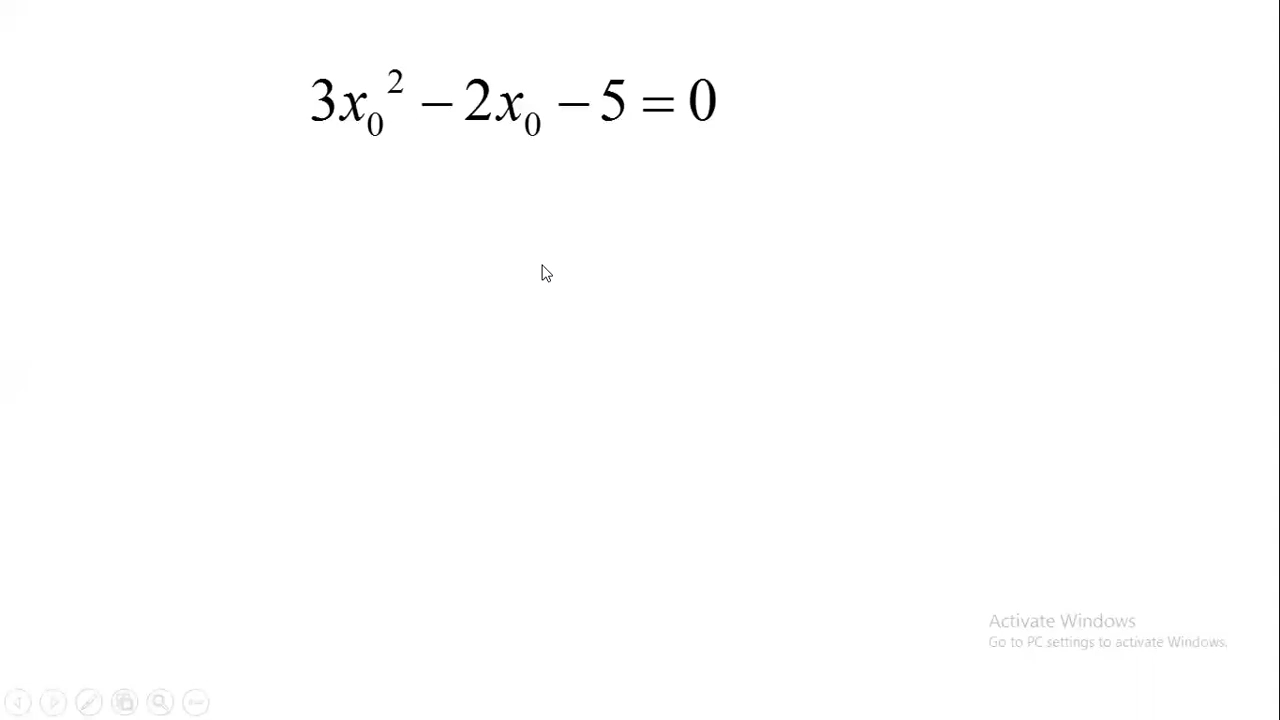 3x₀² − 2x₀ − 5 = 0
Activate Windows
Go to PC settings to activate Windows.